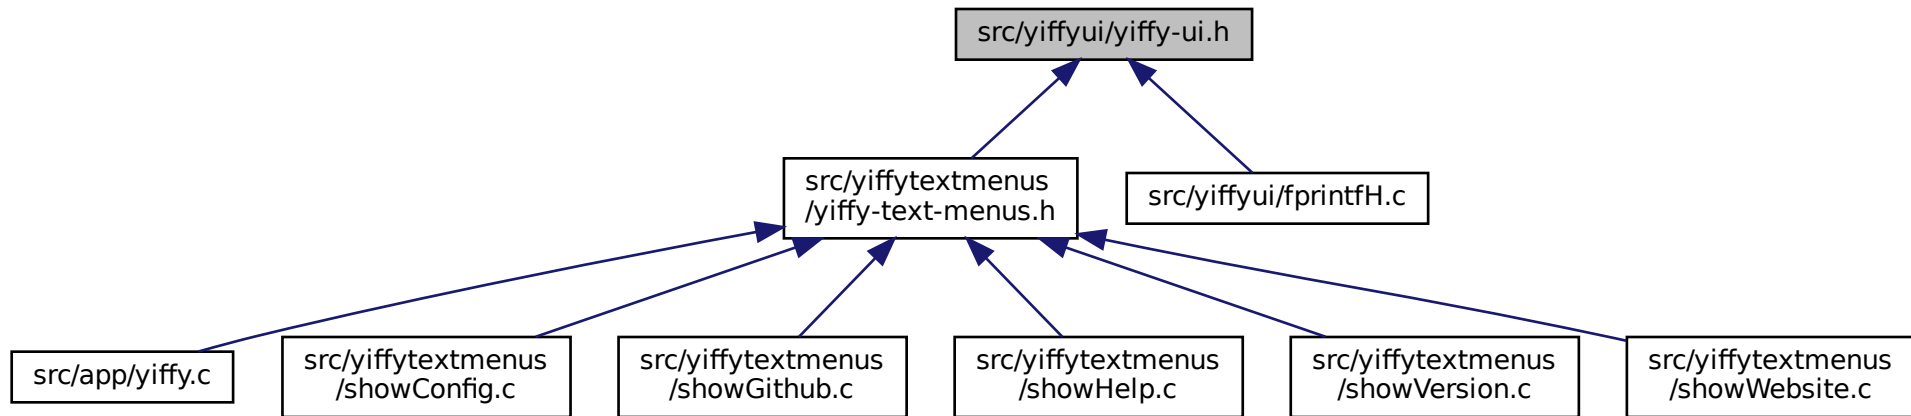 src/yiffyui/yiffy-ui.h
src/yiffytextmenus
/yiffy-text-menus.h
src/yiffyui/fprintfH.c
src/app/yiffy.c
src/yiffytextmenus
/showConfig.c
src/yiffytextmenus
/showGithub.c
src/yiffytextmenus
/showHelp.c
src/yiffytextmenus
/showVersion.c
src/yiffytextmenus
/showWebsite.c